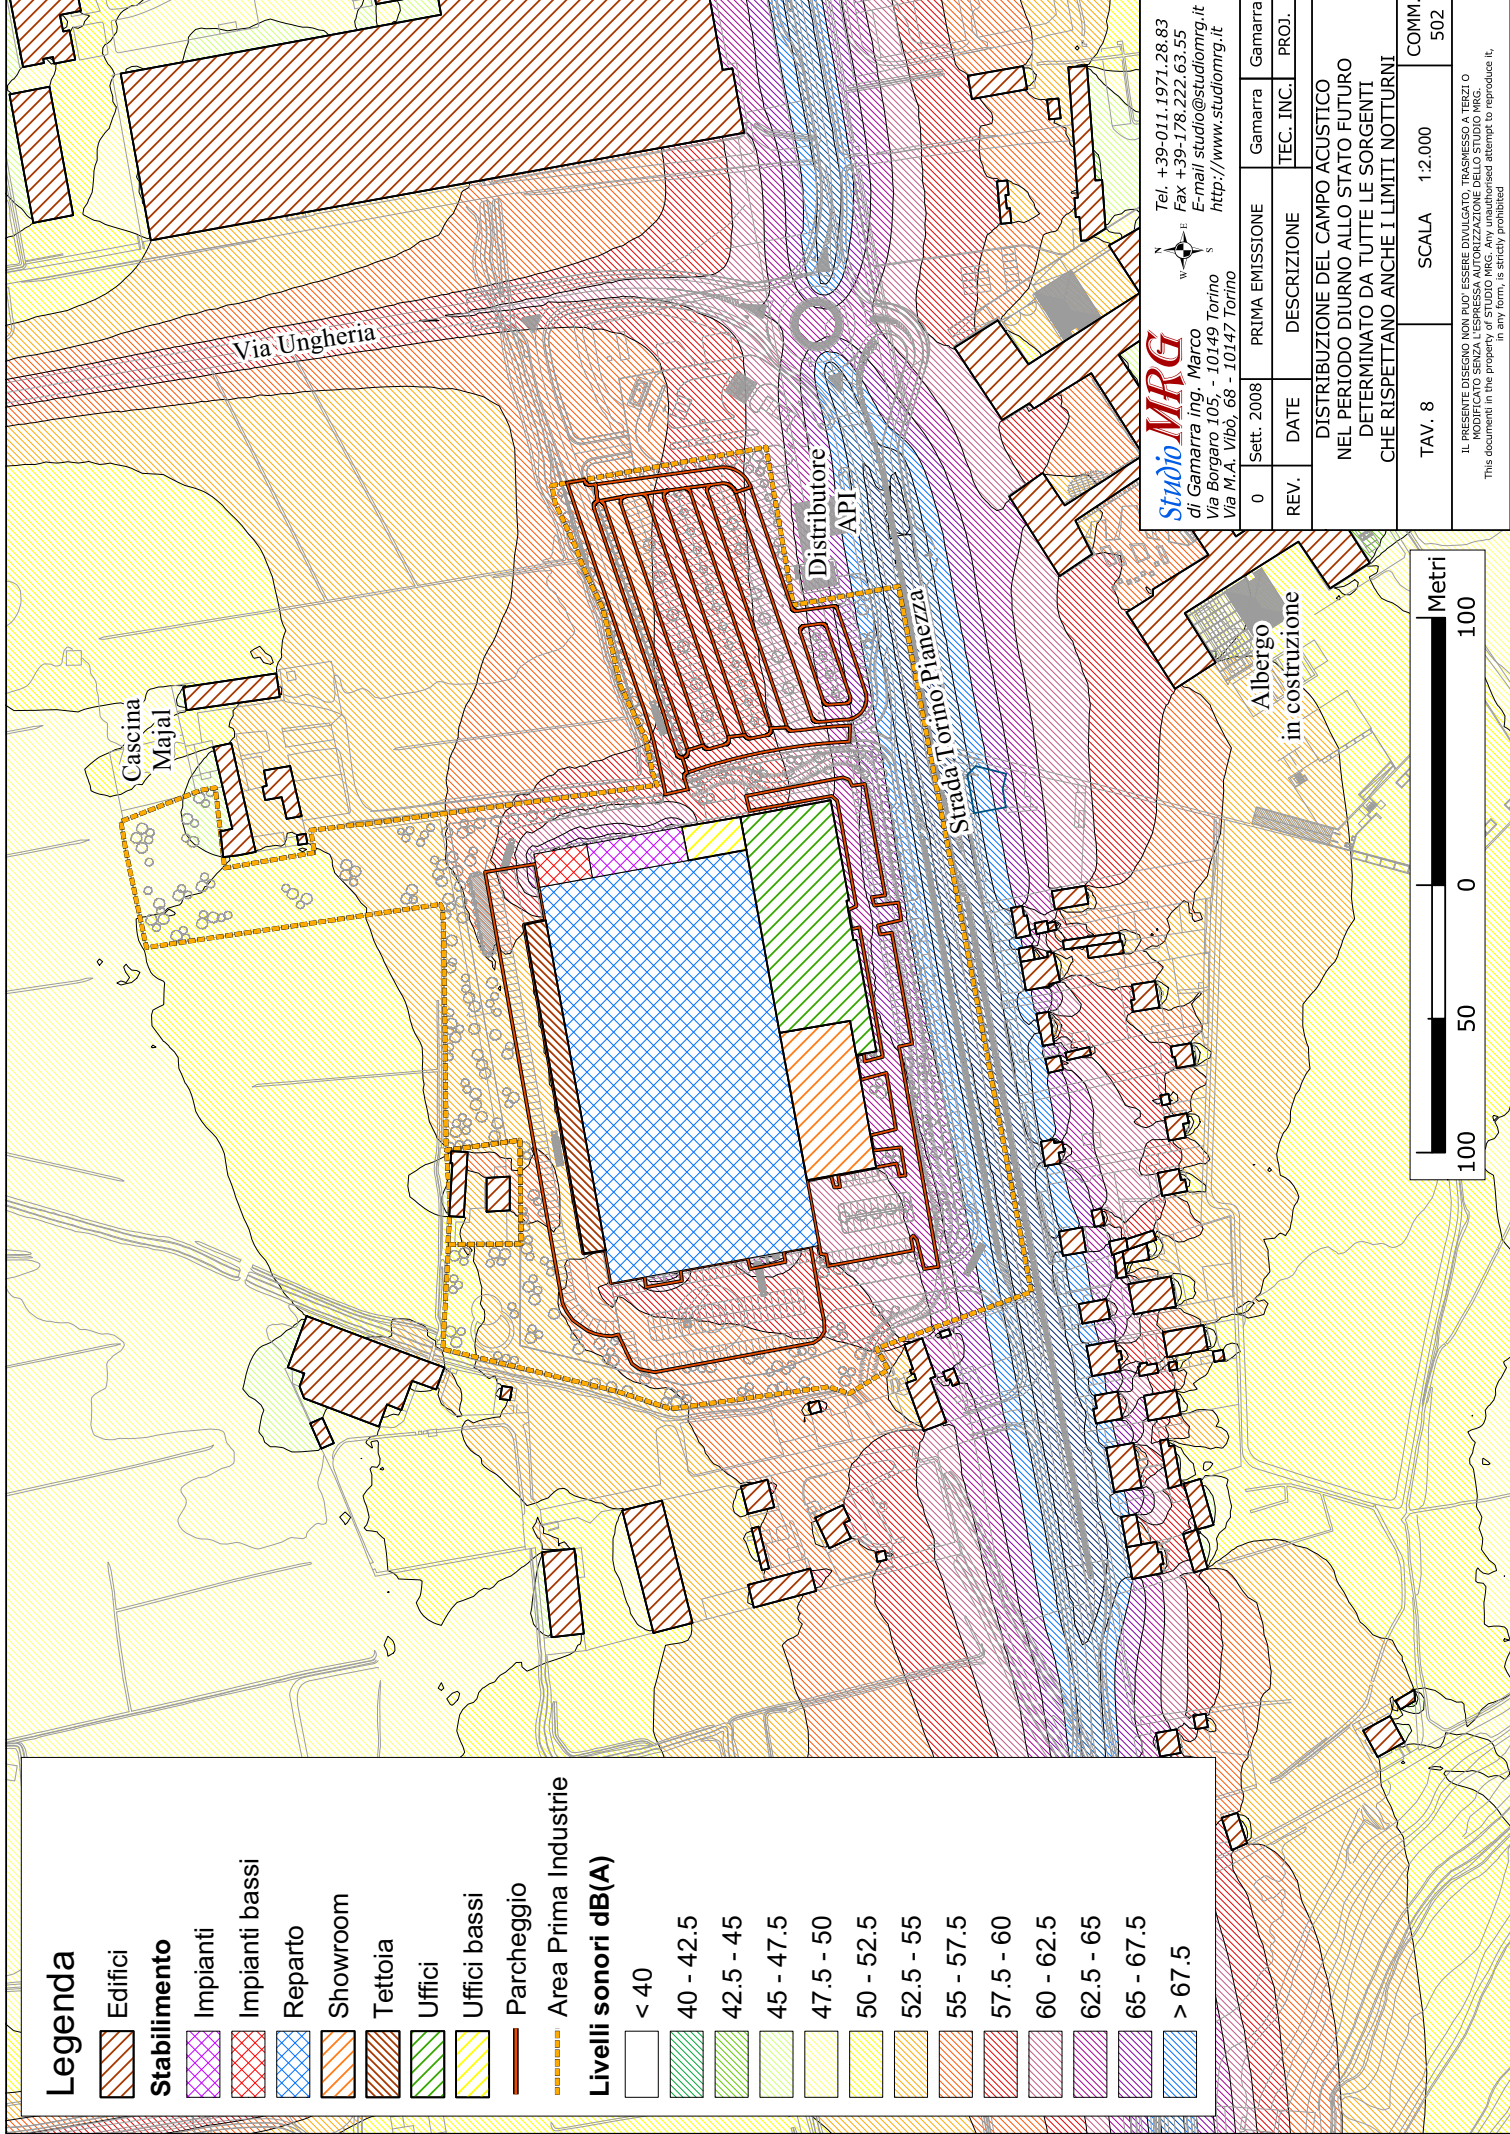 Legenda
Edifici
Stabilimento
Impianti
Impianti bassi
Reparto
Showroom
Tettoia
Uffici
Uffici bassi
Parcheggio
Area Prima Industrie
Livelli sonori dB(A)
< 40
40 - 42.5
42.5 - 45
45 - 47.5
47.5 - 50
50 - 52.5
52.5 - 55
55 - 57.5
57.5 - 60
60 - 62.5
62.5 - 65
65 - 67.5
> 67.5
Cascina
Majal
Via Ungheria
Distributore
API
Strada Torino Pianezza
Albergo
in costruzione
100 50 0 100
Metri
Studio MRG
di Gamarra ing. Marco
Via Borgaro 105, - 10149 Torino
Via M.A. Vibò, 68 - 10147 Torino
N
W E
S
Tel. +39-011.1971.28.83
Fax +39-178.222.63.55
E-mail studio@studiomrg.it
http://www.studiomrg.it
0 Sett. 2008 PRIMA EMISSIONE Gamarra Gamarra
REV. DATE DESCRIZIONE TEC. INC. PROJ.
DISTRIBUZIONE DEL CAMPO ACUSTICO
NEL PERIODO DIURNO ALLO STATO FUTURO
DETERMINATO DA TUTTE LE SORGENTI
CHE RISPETTANO ANCHE I LIMITI NOTTURNI
TAV. 8 SCALA 1:2.000 COMM.
502
IL PRESENTE DISEGNO NON PUO' ESSERE DIVULGATO, TRASMESSO A TERZI O
MODIFICATO SENZA L'ESPRESSA AUTORIZZAZIONE DELLO STUDIO MRG.
This documenti in the property of STUDIO MRG. Any unauthorised attempt to reproduce it,
in any form, is strictly prohibited